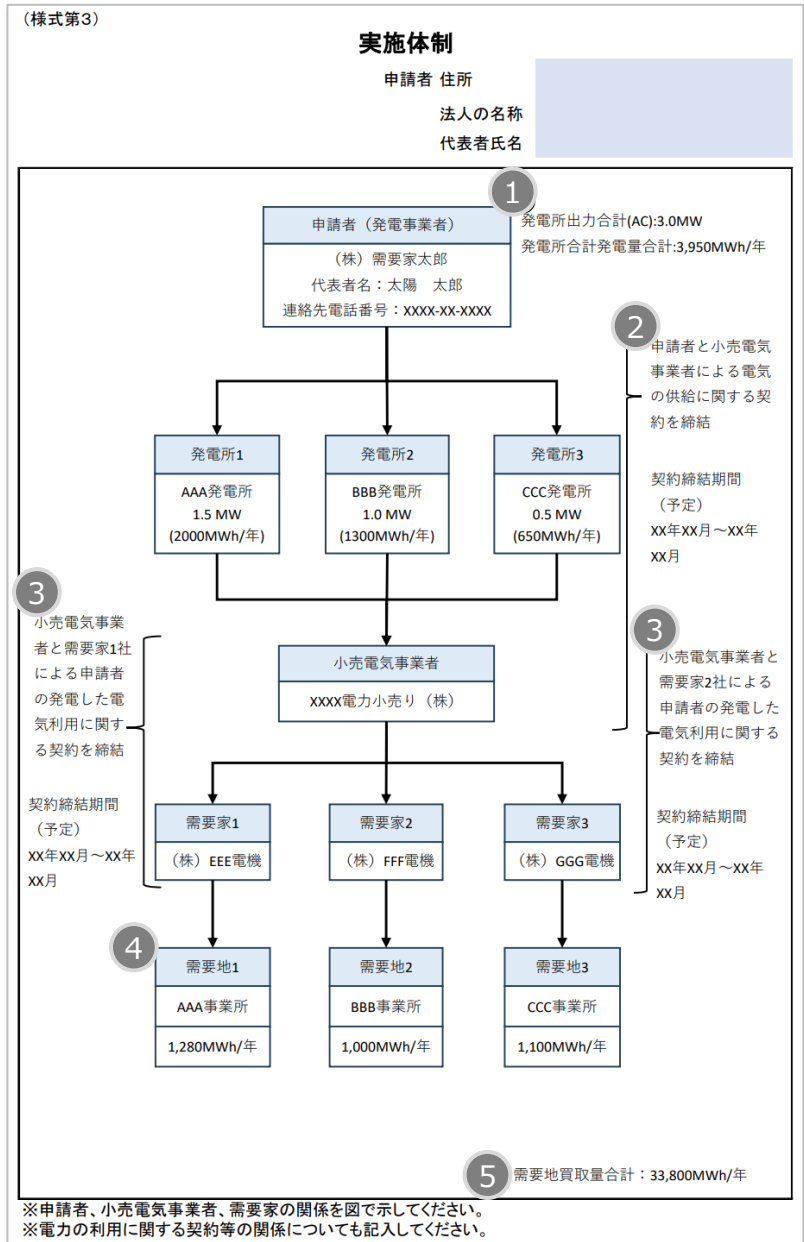 （様式第３）
実施体制
申請者 住所
法人の名称
代表者氏名
1
申請者（発電事業者）
（株）需要家太郎
代表者名：太陽　太郎
連絡先電話番号：XXXX-XX-XXXX
発電所出力合計(AC):3.0MW
発電所合計発電量合計:3,950MWh/年
2
申請者と小売電気
事業者による電気
の供給に関する契
約を締結
契約締結期間
（予定）
XX年XX月～XX年
XX月
発電所1
AAA発電所
1.5 MW
(2000MWh/年)
発電所2
BBB発電所
1.0 MW
(1300MWh/年)
発電所3
CCC発電所
0.5 MW
(650MWh/年)
3
小売電気事業
者と需要家1社
による申請者
の発電した電
気利用に関す
る契約を締結
契約締結期間
（予定）
XX年XX月～XX年
XX月
小売電気事業者
XXXX電力小売り（株）
3
小売電気事業者と
需要家2社による
申請者の発電した
電気利用に関する
契約を締結
契約締結期間
（予定）
XX年XX月～XX年
XX月
需要家1
（株）EEE電機
需要家2
（株）FFF電機
需要家3
（株）GGG電機
4
需要地1
AAA事業所
1,280MWh/年
需要地2
BBB事業所
1,000MWh/年
需要地3
CCC事業所
1,100MWh/年
5
需要地買取量合計：33,800MWh/年
※申請者、小売電気事業者、需要家の関係を図で示してください。
※電力の利用に関する契約等の関係についても記入してください。